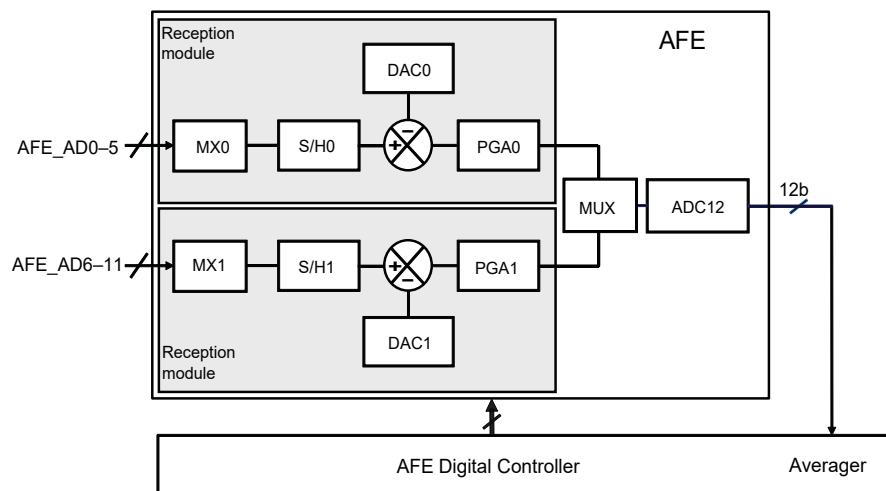 Reception
module
AFE
DAC0
AFE_AD0–5
MX0
S/H0
+
−
PGA0
MUX
ADC12
12b
AFE_AD6–11
MX1
S/H1
+
−
PGA1
DAC1
Reception
module
AFE Digital Controller
Averager